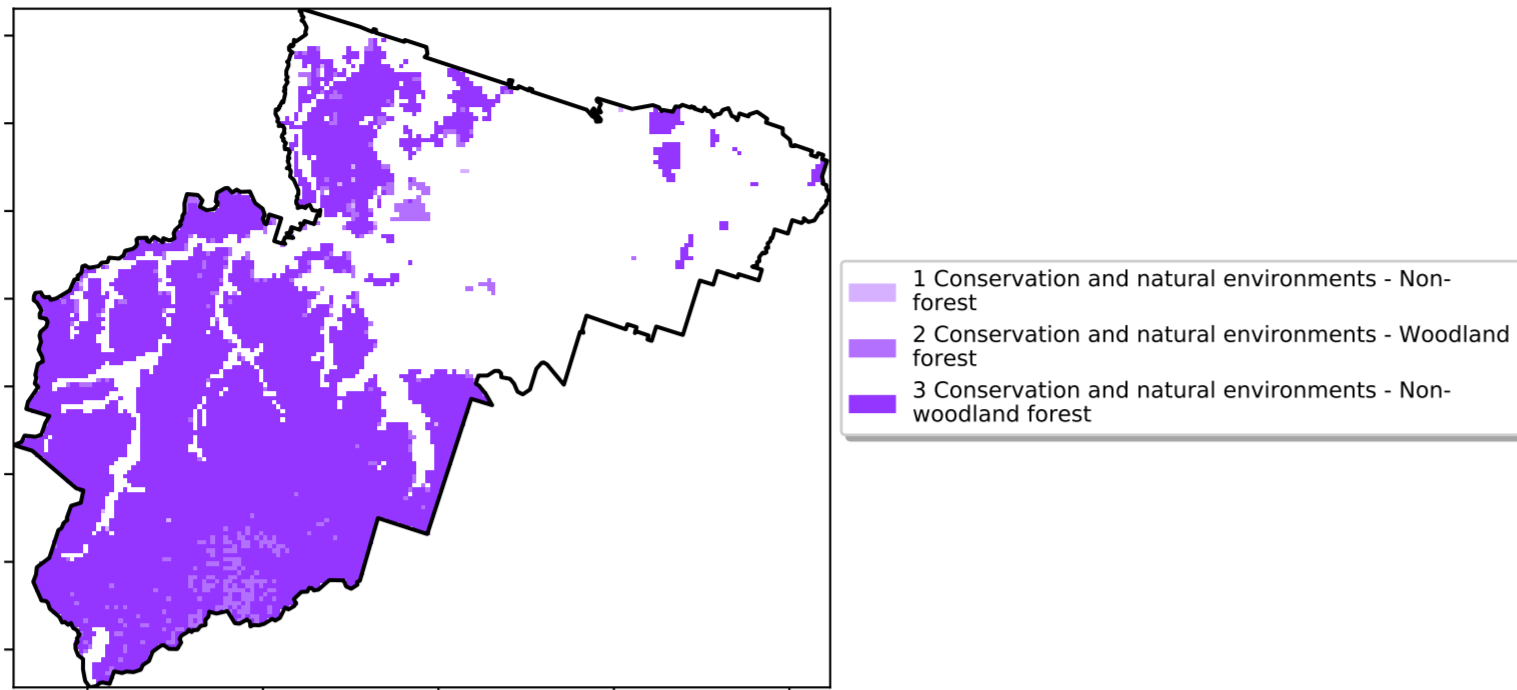 1 Conservation and natural environments - Non-
forest
2 Conservation and natural environments - Woodland
forest
3 Conservation and natural environments - Non-
woodland forest